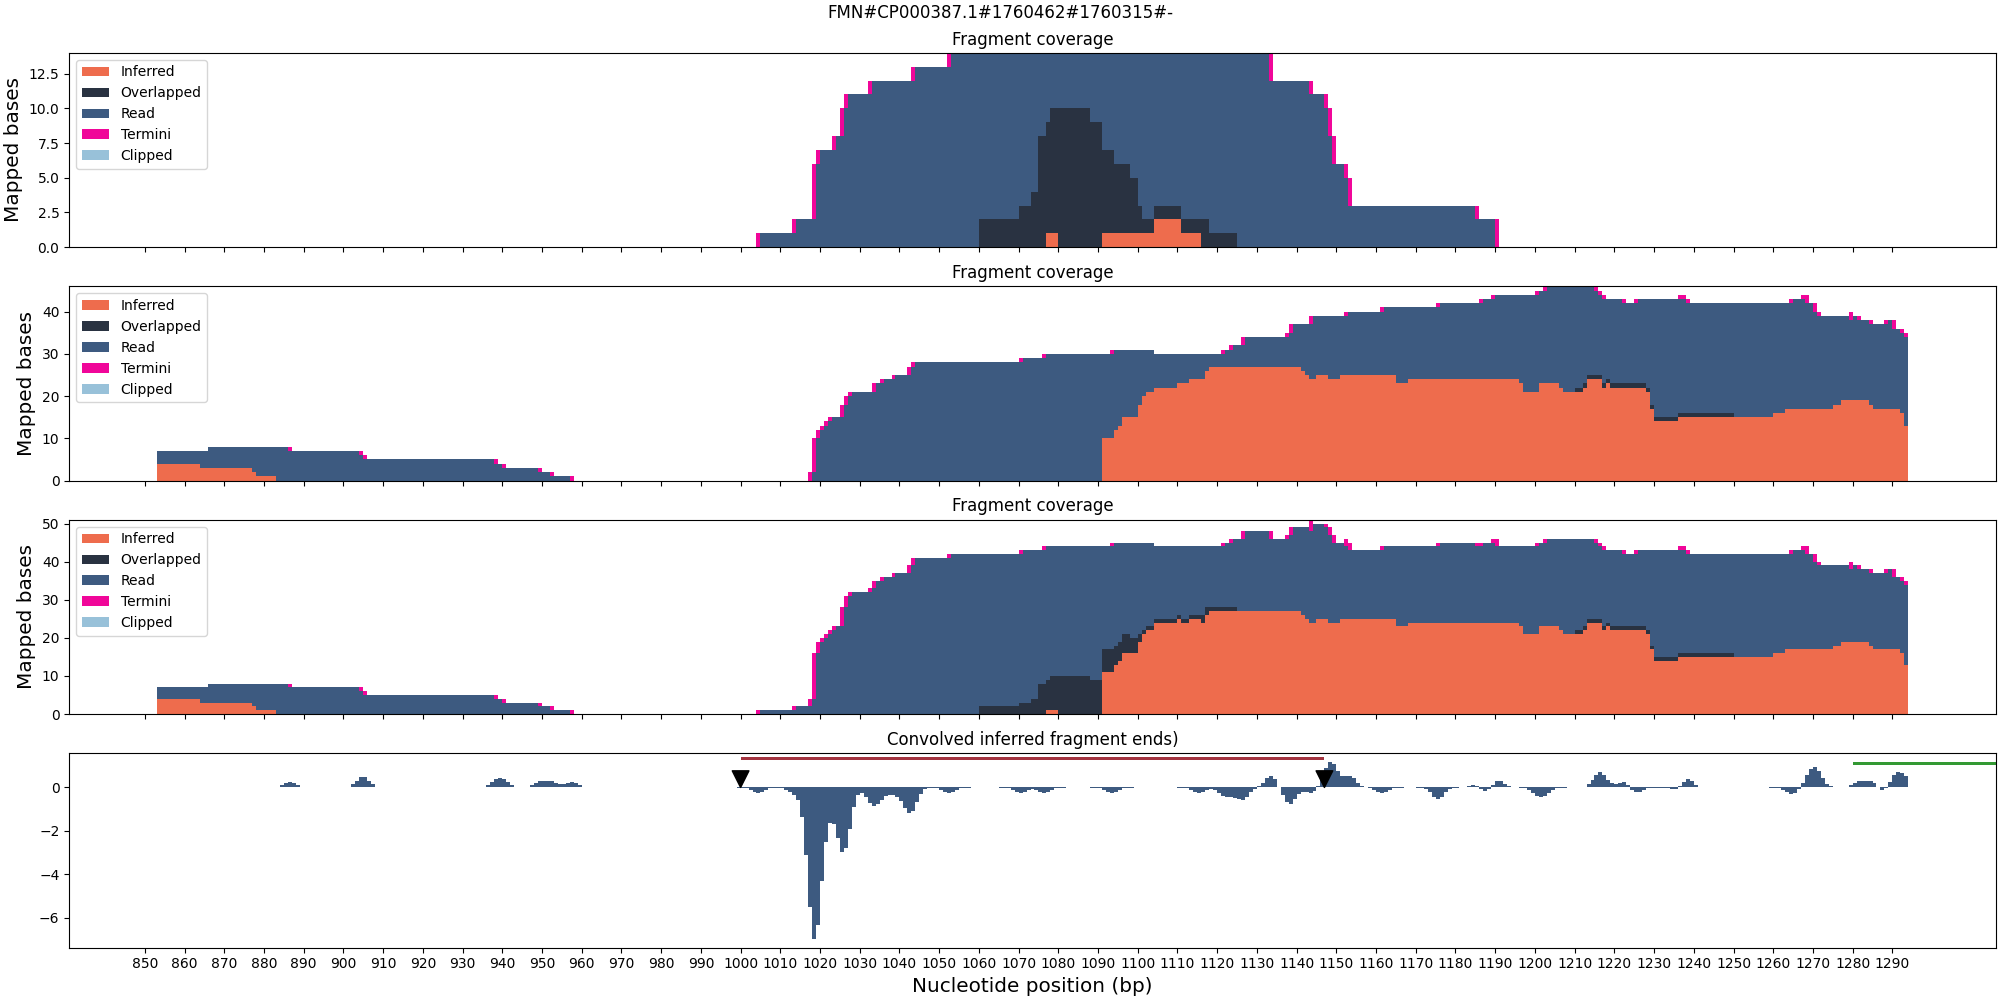 FMN#CP000387.1#1760462#1760315#-
Fragment coverage
Mapped bases
12.5
10.0
7.5
5.0
2.5
0.0
Inferred
Overlapped
Read
Termini
Clipped
Fragment coverage
Mapped bases
40
30
20
10
0
Inferred
Overlapped
Read
Termini
Clipped
Fragment coverage
Mapped bases
50
40
30
20
10
0
Inferred
Overlapped
Read
Termini
Clipped
Convolved inferred fragment ends)
0
−2
−4
−6
850 860 870 880 890 900 910 920 930 940 950 960 970 980 990 1000 1010 1020 1030 1040 1050 1060 1070 1080 1090 1100 1110 1120 1130 1140 1150 1160 1170 1180 1190 1200 1210 1220 1230 1240 1250 1260 1270 1280 1290
Nucleotide position (bp)